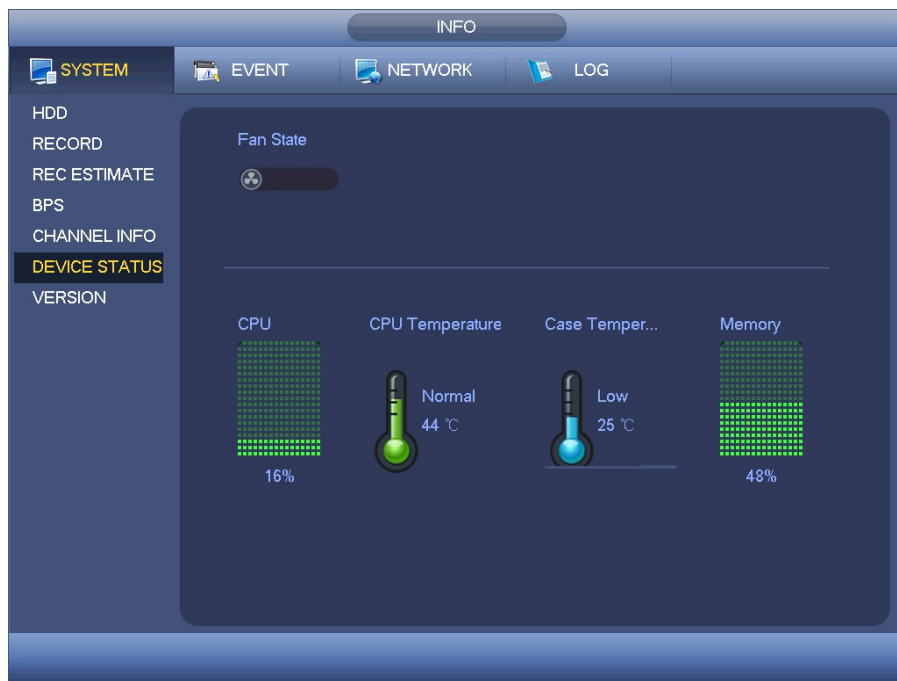 INFO
SYSTEM
EVENT
NETWORK
LOG
HDD
RECORD
REC ESTIMATE
BPS
CHANNEL INFO
DEVICE STATUS
VERSION
Fan State
CPU
CPU Temperature
Case Temper...
Memory
Normal
44 ℃
Low
25 ℃
16%
48%